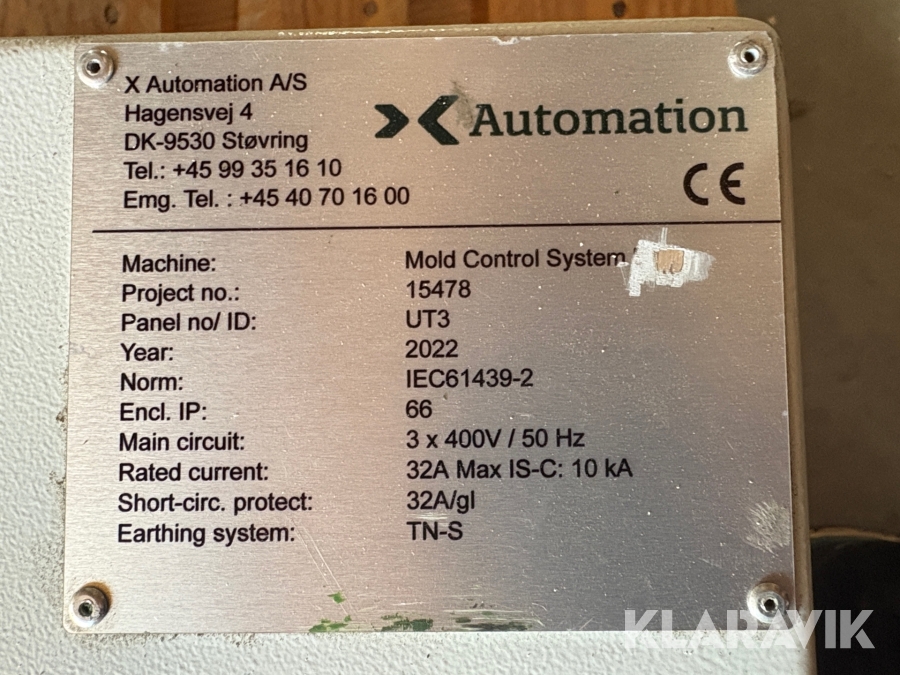 X Automation A/S
Hagensvej 4
DK-9530 Støvring
Tel.: +45 99 35 16 10
Emg. Tel. : +45 40 70 16 00
Automation
CE
Machine: Mold Control System
Project no.: 15478
Panel no/ ID: UT3
Year: 2022
Norm: IEC61439-2
Encl. IP: 66
Main circuit: 3 x 400V / 50 Hz
Rated current: 32A Max IS-C: 10 kA
Short-circ. protect: 32A/gl
Earthing system: TN-S
KLARAVIK